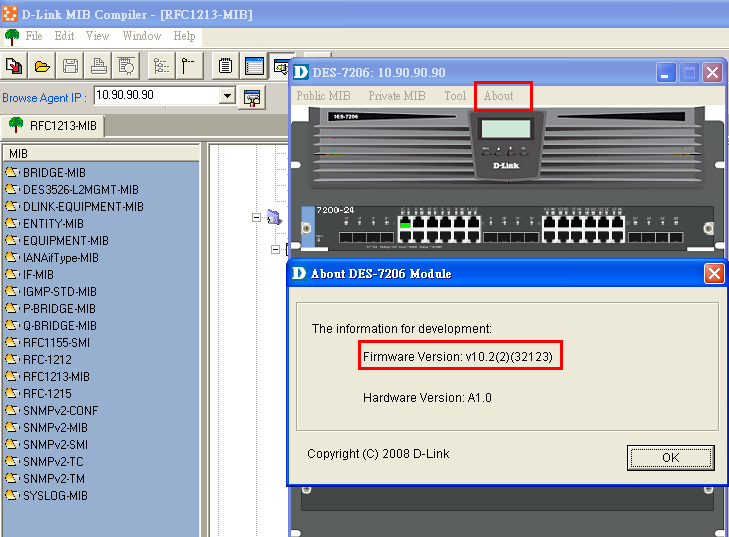 D-Link MIB Compiler - [RFC1213-MIB]
File Edit View Window Help
Browse Agent IP : 10.90.90.90
RFC1213-MIB
MIB
BRIDGE-MIB
DES3526-L2MGMT-MIB
DLINK-EQUIPMENT-MIB
ENTITY-MIB
EQUIPMENT-MIB
IANAifType-MIB
IF-MIB
IGMP-STD-MIB
P-BRIDGE-MIB
Q-BRIDGE-MIB
RFC1155-SMI
RFC-1212
RFC1213-MIB
RFC-1215
SNMPv2-CONF
SNMPv2-MIB
SNMPv2-SMI
SNMPv2-TC
SNMPv2-TM
SYSLOG-MIB
DES-7206: 10.90.90.90
Public MIB Private MIB Tool About
DES-7206
D-Link
7200-24
About DES-7206 Module
The information for development:
Firmware Version: v10.2(2)(32123)
Hardware Version: A1.0
Copyright (C) 2008 D-Link
OK